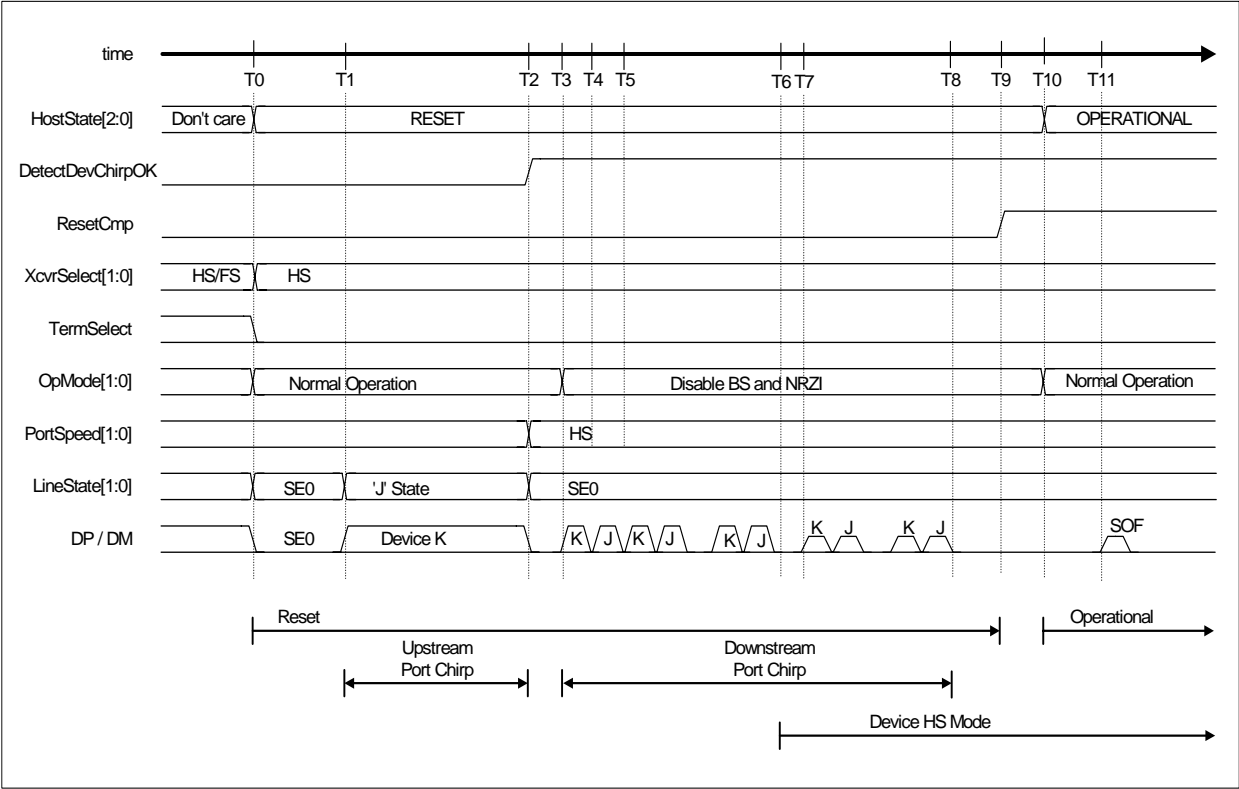 time
T0 T1 T2 T3 T4 T5 T6 T7 T8 T9 T10 T11
HostState[2:0] Don't care RESET OPERATIONAL
DetectDevChirpOK
ResetCmp
XcvrSelect[1:0] HS/FS HS
TermSelect
OpMode[1:0] Normal Operation Disable BS and NRZI Normal Operation
PortSpeed[1:0] HS
LineState[1:0] SE0 'J' State SE0
DP / DM SE0 Device K K J K J K J K J K J SOF
Reset Operational
Upstream Downstream
Port Chirp Port Chirp
Device HS Mode